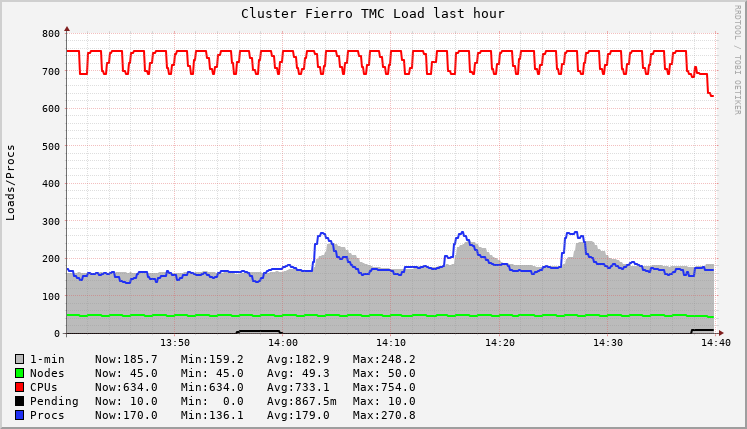 Cluster Fierro TMC Load last hour
RRDTOOL / TOBI OETIKER
Loads/Procs
800
700
600
500
400
300
200
100
0
13:50 14:00 14:10 14:20 14:30 14:40
1-min Now:185.7 Min:159.2 Avg:182.9 Max:248.2
Nodes Now: 45.0 Min: 45.0 Avg: 49.3 Max: 50.0
CPUs Now:634.0 Min:634.0 Avg:733.1 Max:754.0
Pending Now: 10.0 Min: 0.0 Avg:867.5m Max: 10.0
Procs Now:170.0 Min:136.1 Avg:179.0 Max:270.8